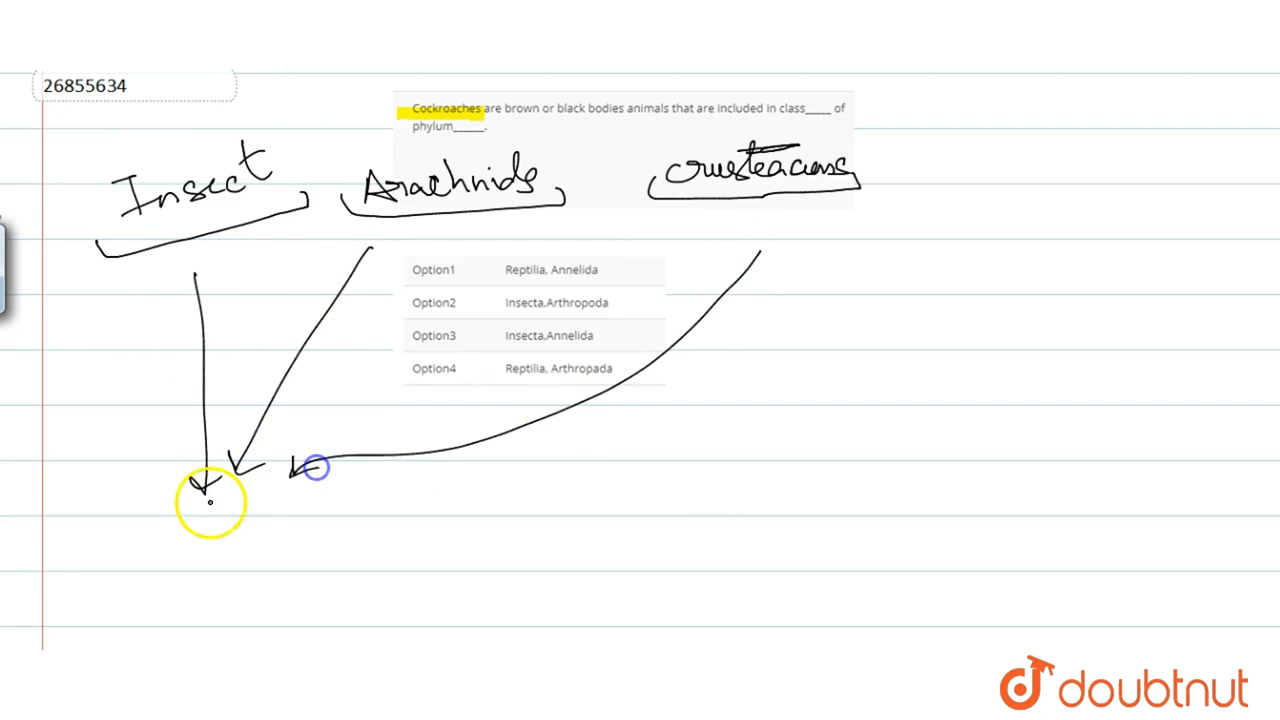 26855634
Cockroaches are brown or black bodies animals that are included in class_____ of
phylum______.
Insect Arachnids crusteacans
Option1 Reptilia, Annelida
Option2 Insecta.Arthropoda
Option3 Insecta,Annelida
Option4 Reptilia, Arthropada
doubtnut